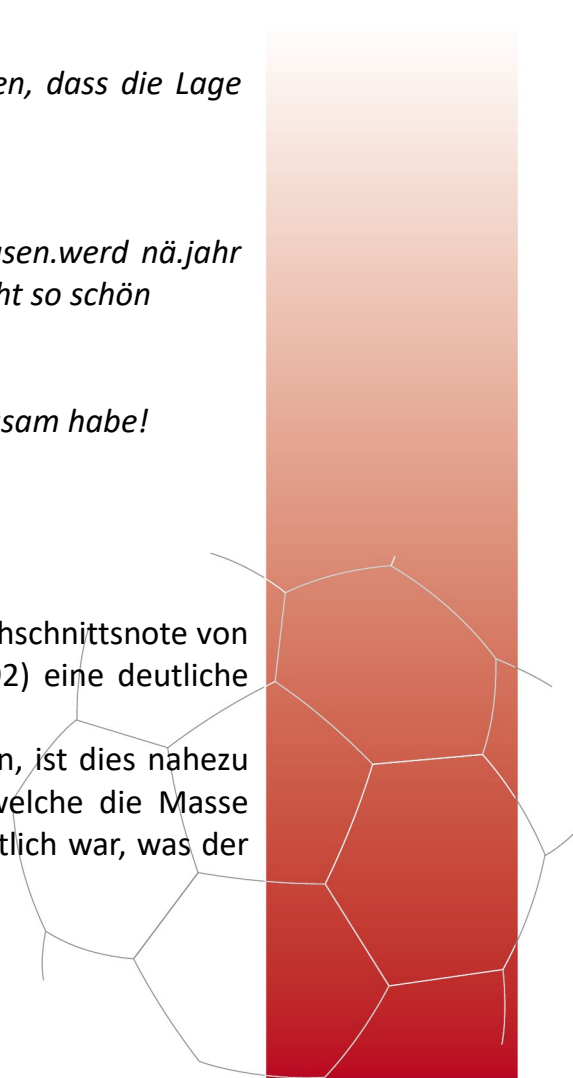 en, dass die Lage
sen.werd nä.jahr
ht so schön
sam habe!
hschnittsnote von
2) eine deutliche
n, ist dies nahezu
welche die Masse
tlich war, was der